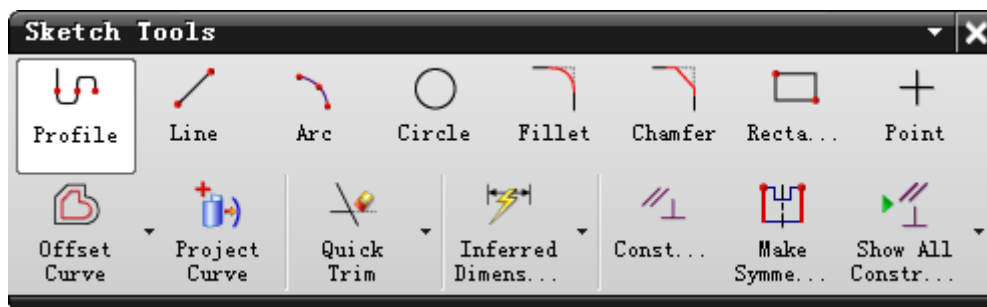 Sketch Tools
Profile Line Arc Circle Fillet Chamfer Recta... Point
Offset Project Quick Inferred Const... Make Show All
Curve Curve Trim Dimens... Symme... Constr...